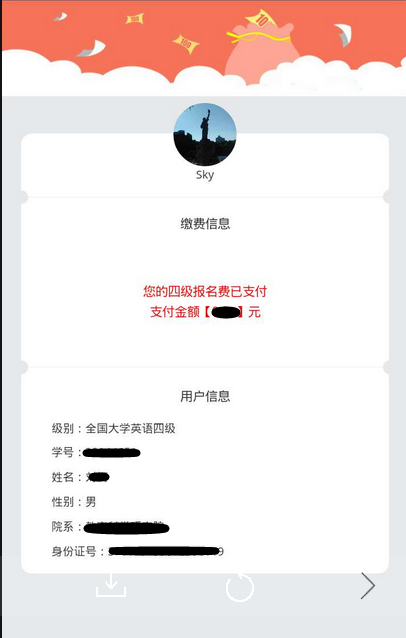 Sky
缴费信息
您的四级报名费已支付
支付金额【 】元
用户信息
级别：全国大学英语四级
学号：
姓名：
性别：男
院系：
身份证号：